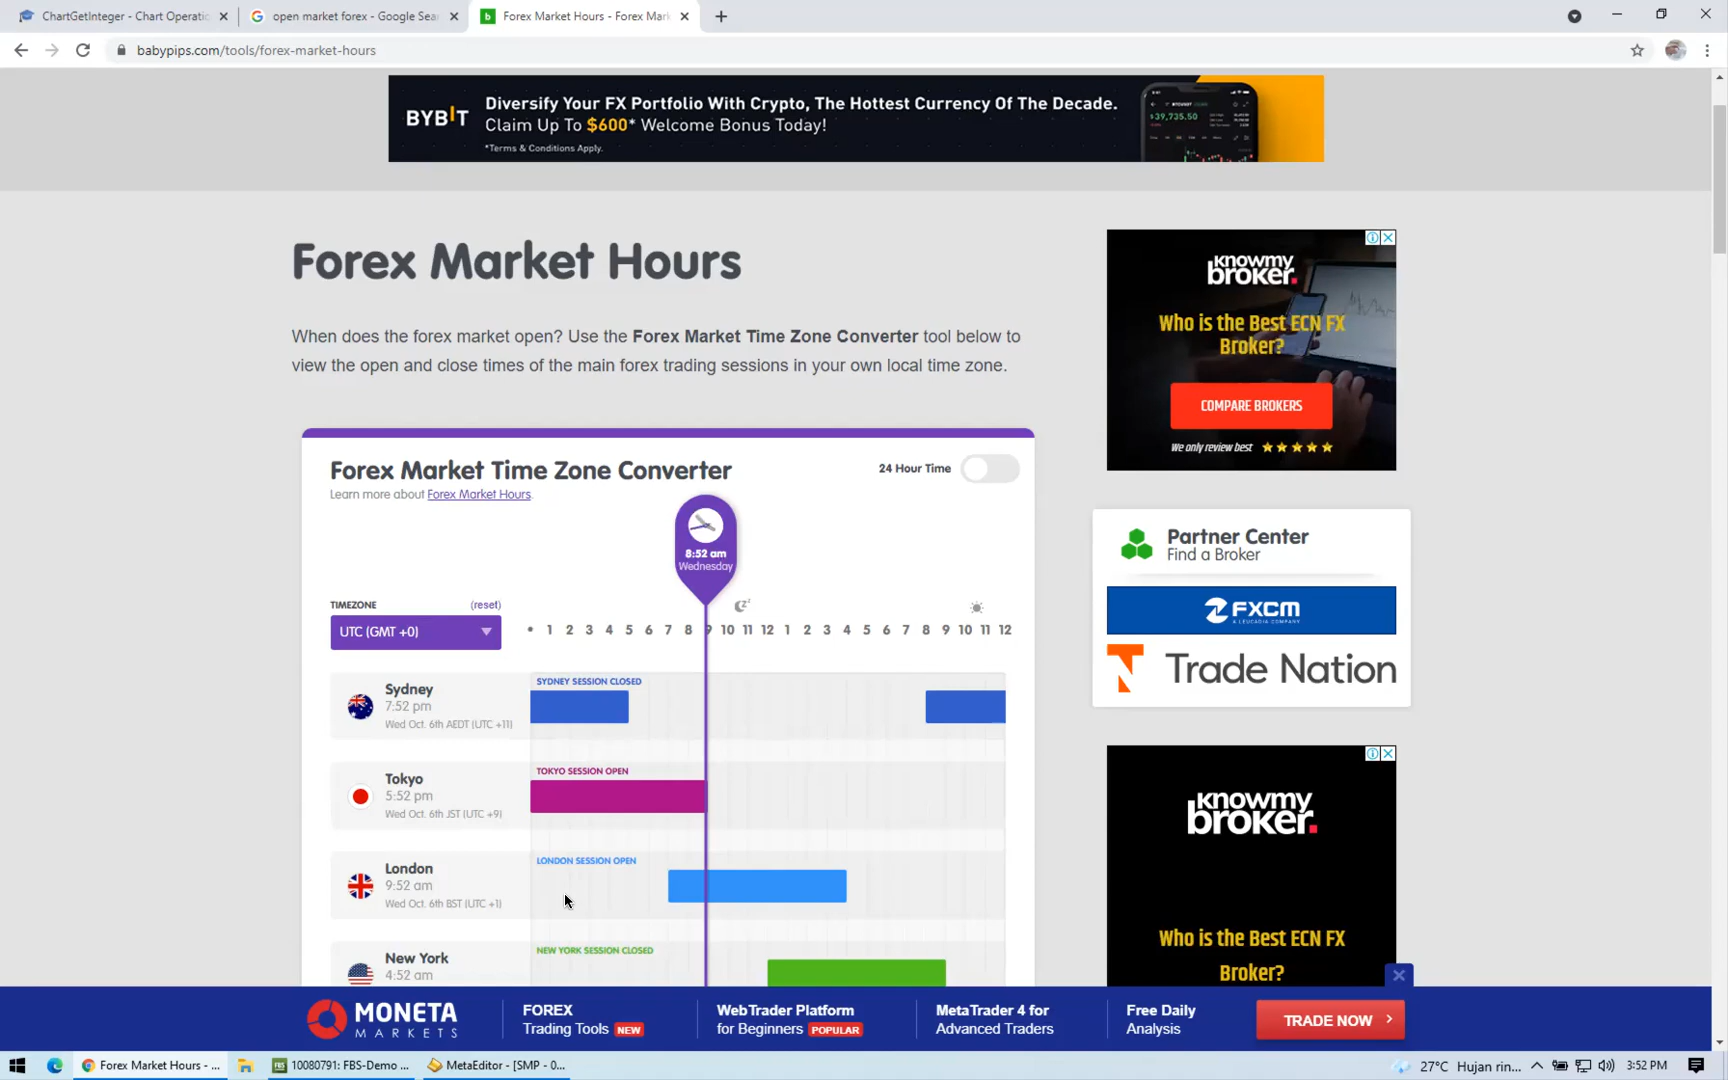 ChartGetInteger - Chart Operatio
open market forex - Google Sea
Forex Market Hours - Forex Mark
babypips.com/tools/forex-market-hours
BYBIT
Diversify Your FX Portfolio With Crypto, The Hottest Currency Of The Decade.
Claim Up To $600* Welcome Bonus Today!
*Terms & Conditions Apply.
$39,735.50
Forex Market Hours
When does the forex market open? Use the Forex Market Time Zone Converter tool below to
view the open and close times of the main forex trading sessions in your own local time zone.
knowmy
broker.
Who is the Best ECN FX
Broker?
COMPARE BROKERS
We only review best
Forex Market Time Zone Converter
24 Hour Time
Learn more about Forex Market Hours.
8:52 am
Wednesday
TIMEZONE (reset)
UTC (GMT +0)
1 2 3 4 5 6 7 8 9 10 11 12 1 2 3 4 5 6 7 8 9 10 11 12
Partner Center
Find a Broker
FXCM
A LEUCADIA COMPANY
Trade Nation
Sydney
7:52 pm
Wed Oct. 6th AEDT (UTC +11)
SYDNEY SESSION CLOSED
Tokyo
5:52 pm
Wed Oct. 6th JST (UTC +9)
TOKYO SESSION OPEN
London
9:52 am
Wed Oct. 6th BST (UTC +1)
LONDON SESSION OPEN
New York
4:52 am
NEW YORK SESSION CLOSED
knowmy
broker.
Who is the Best ECN FX
Broker?
MONETA
MARKETS
FOREX
Trading Tools NEW
WebTrader Platform
for Beginners POPULAR
MetaTrader 4 for
Advanced Traders
Free Daily
Analysis
TRADE NOW
Forex Market Hours - ...
10080791: FBS-Demo ...
MetaEditor - [SMP - 0...
27°C Hujan rin...
3:52 PM